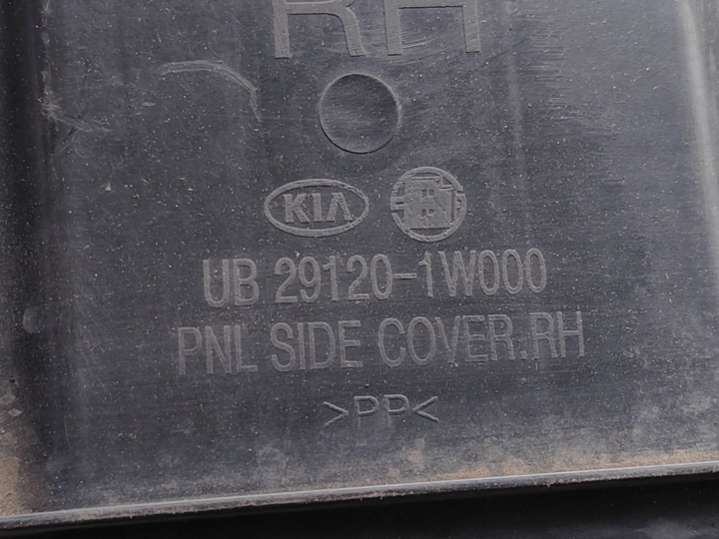 RH
KIA
UB 29120-1W000
PNL SIDE COVER.RH
>PP<